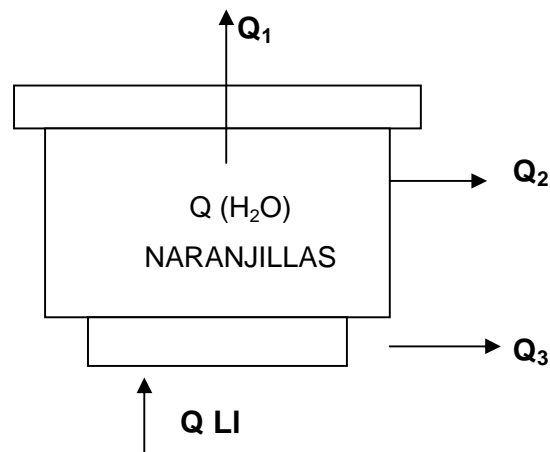 Q₁
Q₂
Q (H₂O)
NARANJILLAS
Q₃
Q LI